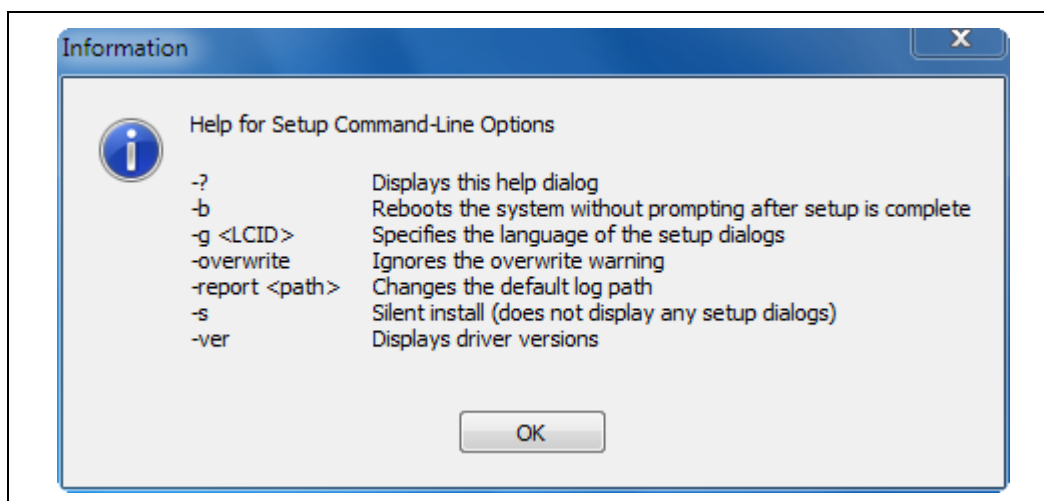 Information
Help for Setup Command-Line Options
-? Displays this help dialog
-b Reboots the system without prompting after setup is complete
-g <LCID> Specifies the language of the setup dialogs
-overwrite Ignores the overwrite warning
-report <path> Changes the default log path
-s Silent install (does not display any setup dialogs)
-ver Displays driver versions
OK